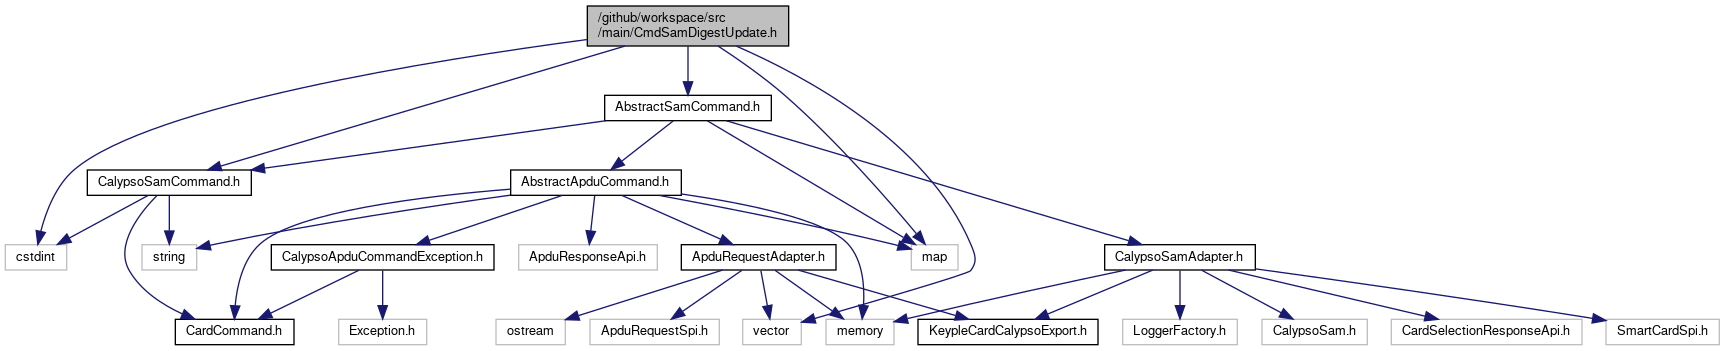 /github/workspace/src
/main/CmdSamDigestUpdate.h
AbstractSamCommand.h
CalypsoSamCommand.h
AbstractApduCommand.h
cstdint
string
CalypsoApduCommandException.h
ApduResponseApi.h
ApduRequestAdapter.h
map
CalypsoSamAdapter.h
CardCommand.h
Exception.h
ostream
ApduRequestSpi.h
vector
memory
KeypleCardCalypsoExport.h
LoggerFactory.h
CalypsoSam.h
CardSelectionResponseApi.h
SmartCardSpi.h